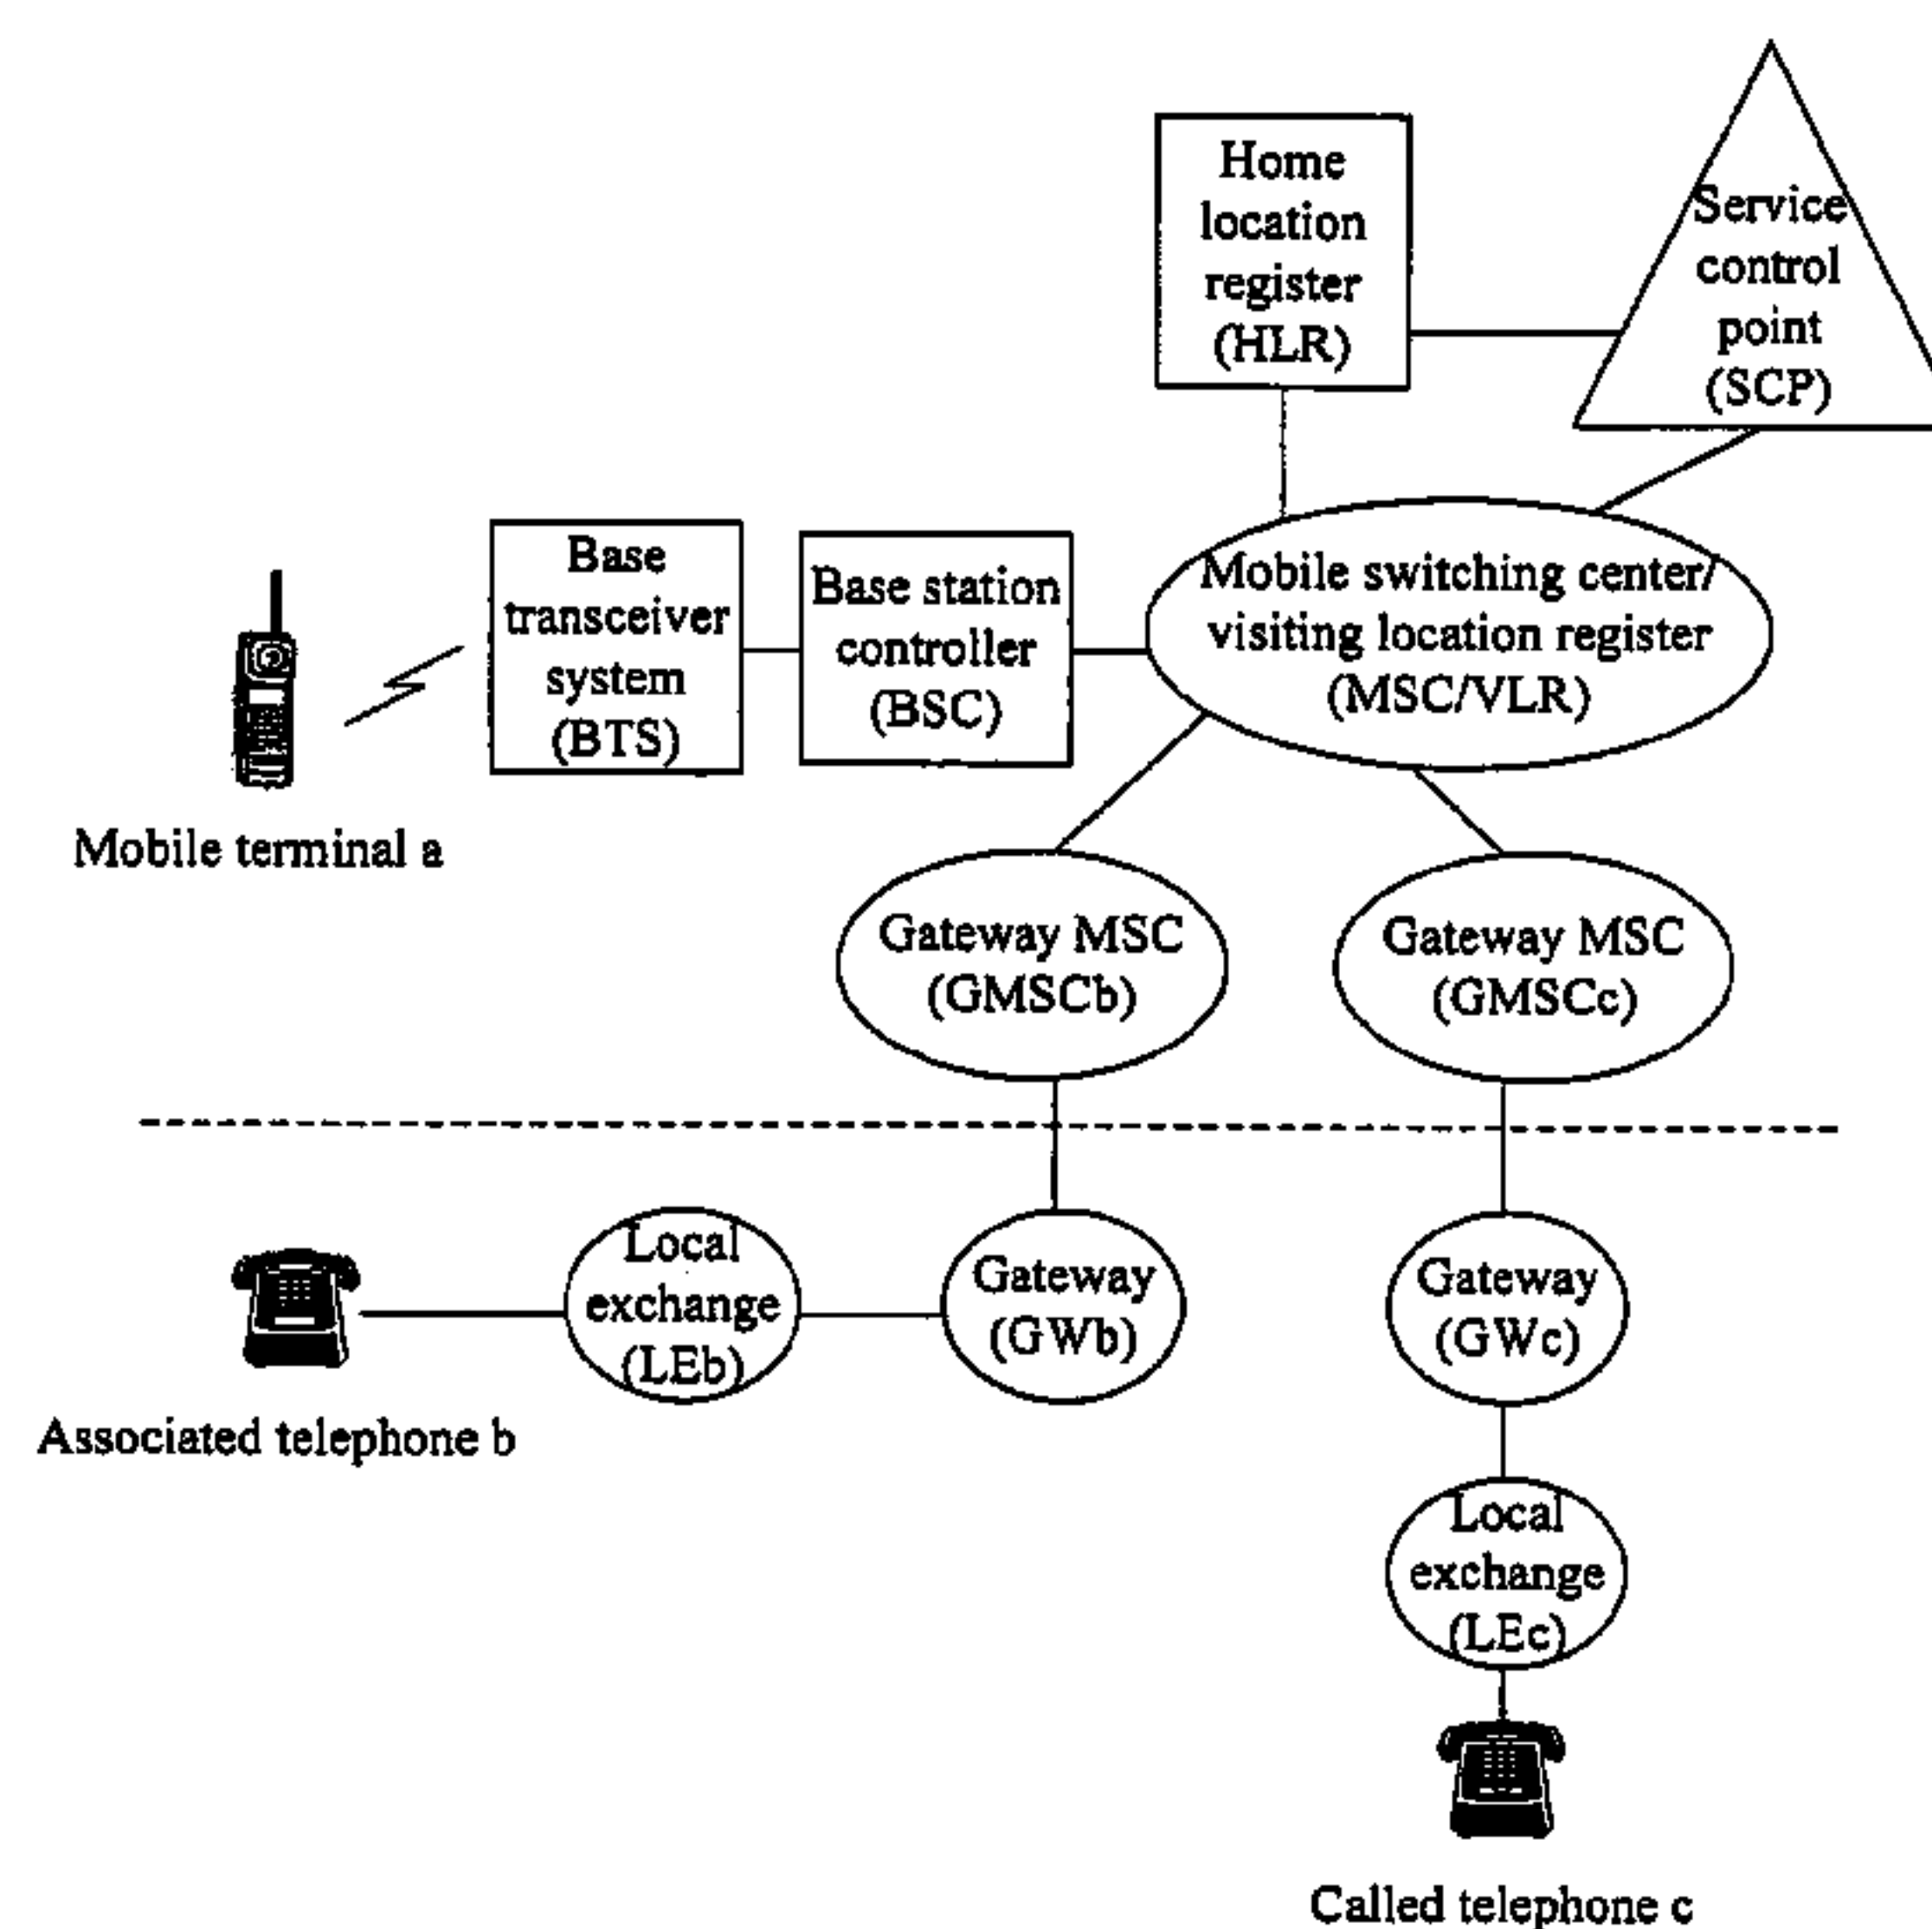 Home
location
register
(HLR)
Service
control
point
(SCP)
Base
transceiver
system
(BTS)
Base station
controller
(BSC)
Mobile switching center/
visiting location register
(MSC/VLR)
Mobile terminal a
Gateway MSC
(GMSCb)
Gateway MSC
(GMSCc)
Local
exchange
(LEb)
Gateway
(GWb)
Gateway
(GWc)
Associated telephone b
Local
exchange
(LEc)
Called telephone c